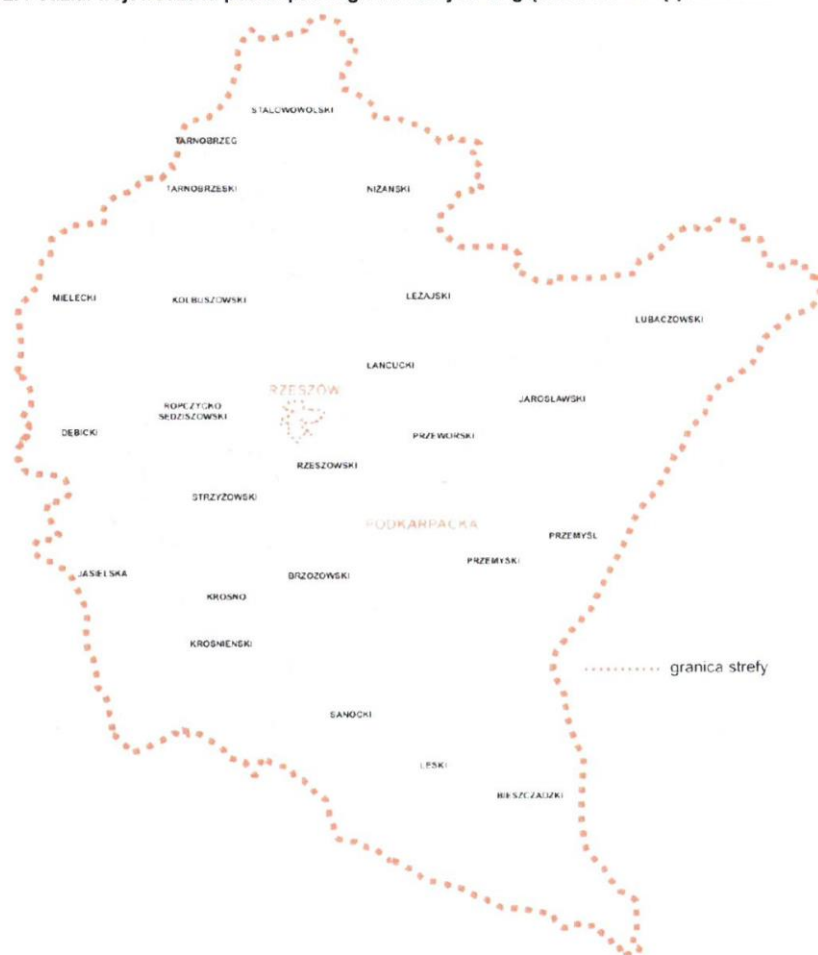 STALOWOWOLSKI
TARNOBRZEG
TARNOBRZESKI
NIŻAŃSKI
MIELECKI
KOLBUSZOWSKI
LEŻAJSKI
LUBACZOWSKI
ŁAŃCUCKI
RZESZÓW
JAROSŁAWSKI
ROPCZYCKO
SĘDZISZOWSKI
DĘBICKI
PRZEWORSKI
RZESZOWSKI
STRZYŻOWSKI
PODKARPACKA
PRZEMYŚL
PRZEMYSKI
JASIELSKA
BRZOZOWSKI
KROSNO
KROŚNIEŃSKI
granica strefy
SANOCKI
LESKI
BIESZCZADZKI